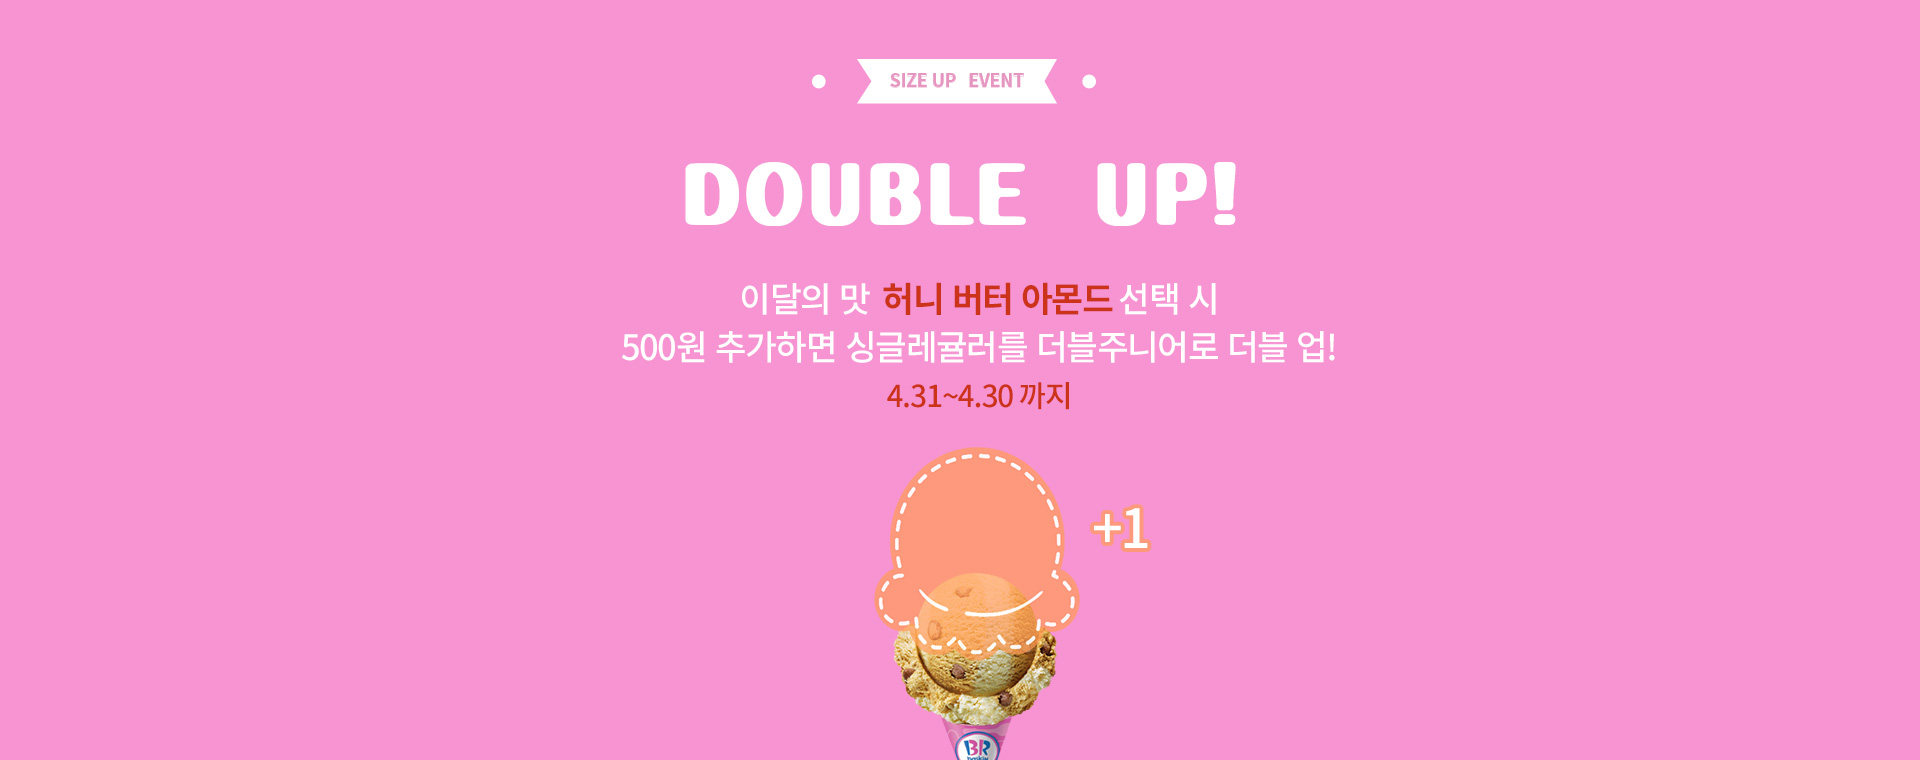 SIZE UP EVENT
DOUBLE UP!
이달의 맛 허니 버터 아몬드 선택 시
500원 추가하면 싱글레귤러를 더블주니어로 더블 업!
4.31~4.30 까지
+1
BR